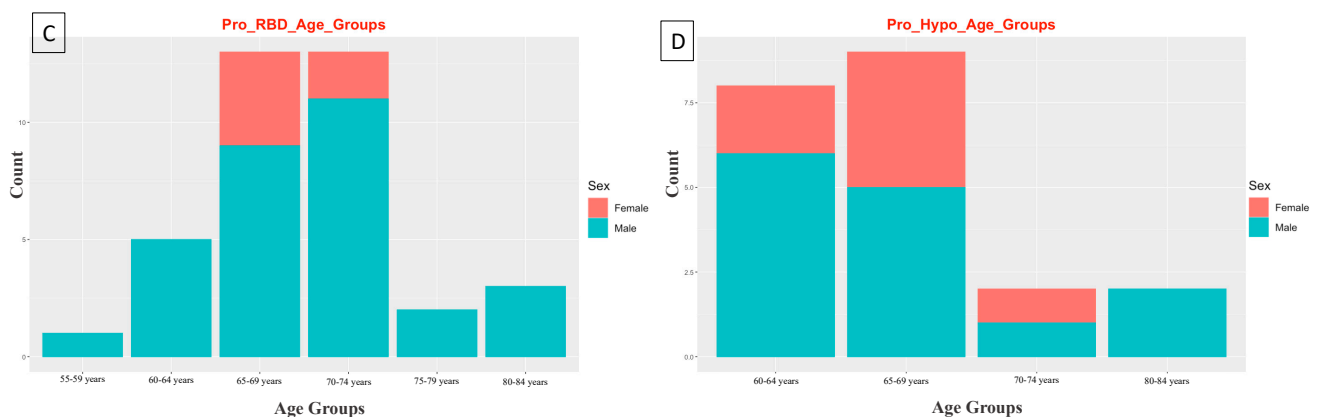 C
Pro_RBD_Age_Groups
10
5
0
Count
55-59 years
60-64 years
65-69 years
70-74 years
75-79 years
80-84 years
Age Groups
Sex
Female
Male
D
Pro_Hypo_Age_Groups
7.5
5.0
2.5
0.0
Count
60-64 years
65-69 years
70-74 years
80-84 years
Age Groups
Sex
Female
Male